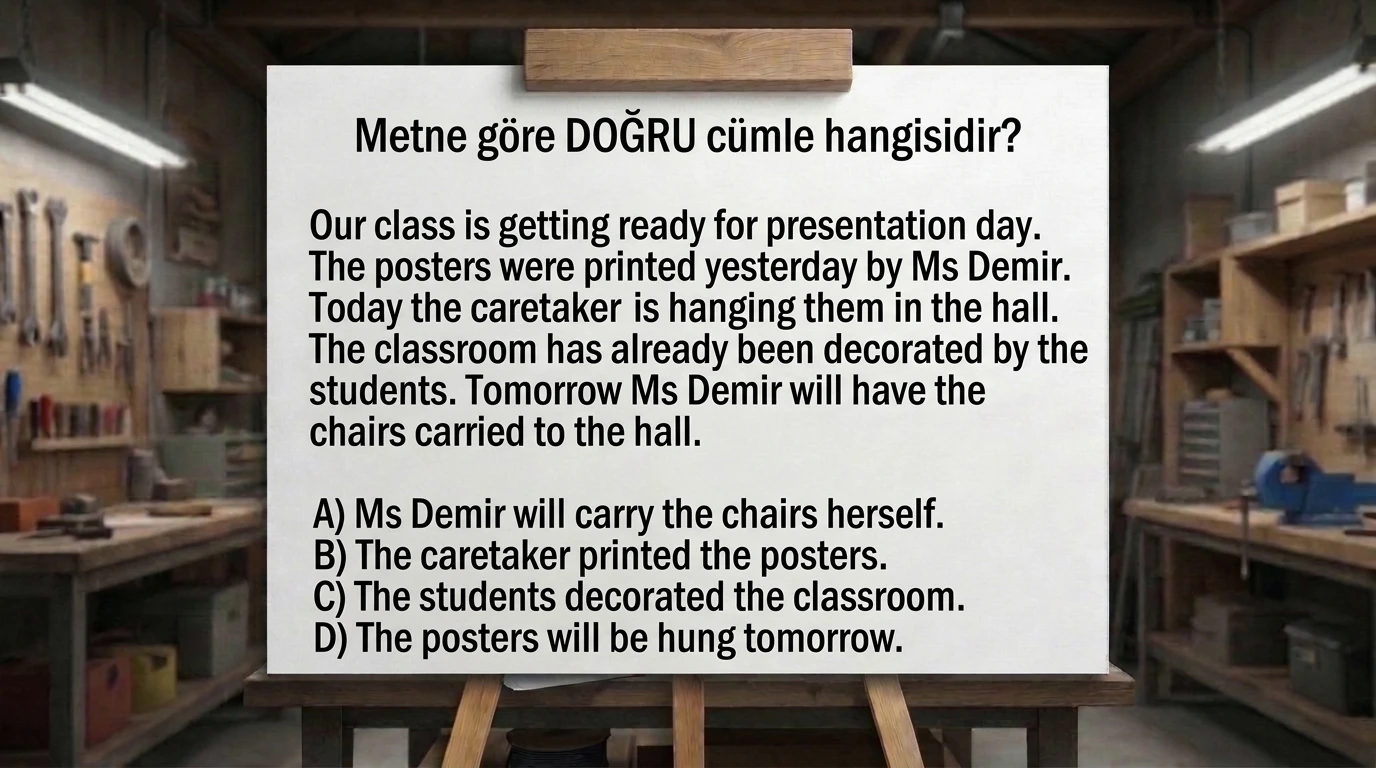 Metne göre DOĞRU cümle hangisidir?
Our class is getting ready for presentation day.
The posters were printed yesterday by Ms Demir.
Today the caretaker is hanging them in the hall.
The classroom has already been decorated by the
students. Tomorrow Ms Demir will have the
chairs carried to the hall.
A) Ms Demir will carry the chairs herself.
B) The caretaker printed the posters.
C) The students decorated the classroom.
D) The posters will be hung tomorrow.